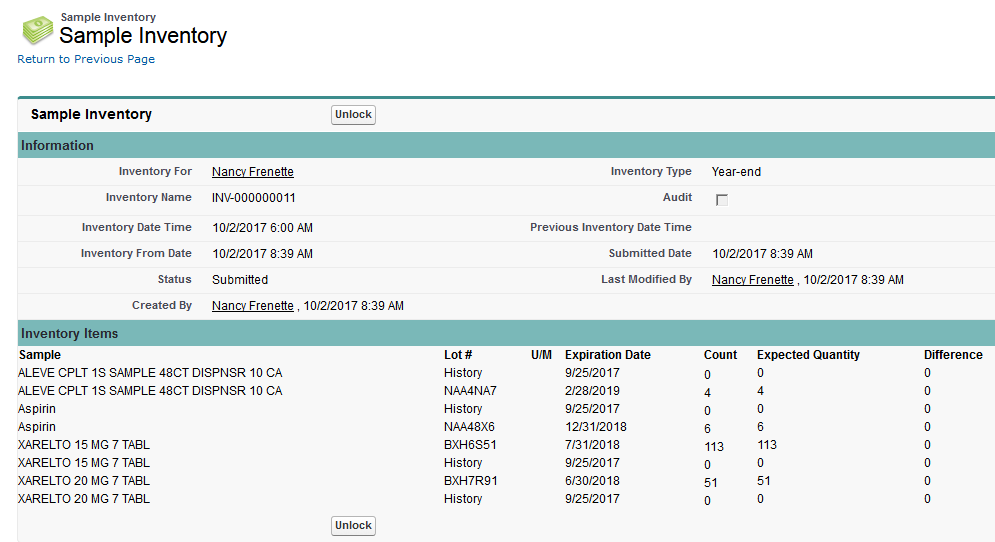 Sample Inventory
Sample Inventory
Return to Previous Page
Sample Inventory Unlock
Information
Inventory For Nancy Frenette Inventory Type Year-end
Inventory Name INV-000000011 Audit
Inventory Date Time 10/2/2017 6:00 AM Previous Inventory Date Time
Inventory From Date 10/2/2017 8:39 AM Submitted Date 10/2/2017 8:39 AM
Status Submitted Last Modified By Nancy Frenette , 10/2/2017 8:39 AM
Created By Nancy Frenette , 10/2/2017 8:39 AM
Inventory Items
Sample Lot # U/M Expiration Date Count Expected Quantity Difference
ALEVE CPLT 1S SAMPLE 48CT DISPNSR 10 CA History 9/25/2017 0 0 0
ALEVE CPLT 1S SAMPLE 48CT DISPNSR 10 CA NAA4NA7 2/28/2019 4 4 0
Aspirin History 9/25/2017 0 0 0
Aspirin NAA48X6 12/31/2018 6 6 0
XARELTO 15 MG 7 TABL BXH6S51 7/31/2018 113 113 0
XARELTO 15 MG 7 TABL History 9/25/2017 0 0 0
XARELTO 20 MG 7 TABL BXH7R91 6/30/2018 51 51 0
XARELTO 20 MG 7 TABL History 9/25/2017 0 0 0
Unlock